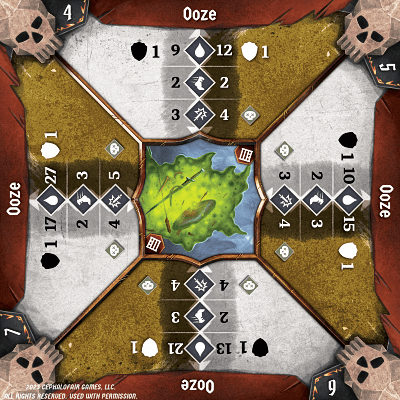 4
Ooze
1 9 12 1
2 2
3 4
5
Ooze
1 10 15 1
2 3
3 4
6
Ooze
1 13 21 1
2 3
4 4
7
Ooze
1 17 27 1
2 3
4 5
2023 CEPHALOFAIR GAMES, LLC.
ALL RIGHTS RESERVED. USED WITH PERMISSION.